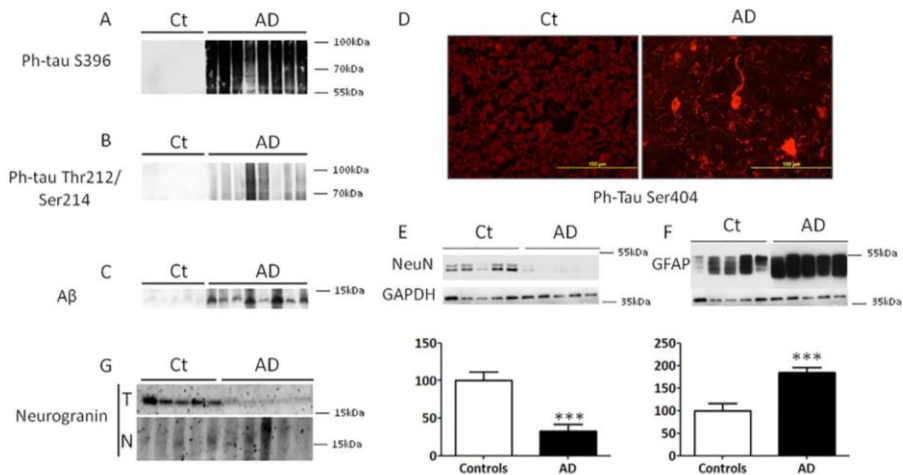 A
Ct
AD
Ph-tau S396
100kDa
70kDa
55kDa
B
Ct
AD
Ph-tau Thr212/
Ser214
100kDa
70kDa
C
Ct
AD
Aβ
15kDa
G
Ct
AD
Neurogranin
T
N
15kDa
15kDa
D
Ct
AD
100 µm
100 µm
Ph-Tau Ser404
E
Ct
AD
NeuN
GAPDH
55kDa
35kDa
150
100
50
0
***
Controls
AD
F
Ct
AD
GFAP
55kDa
35kDa
250
200
150
100
50
0
***
Controls
AD